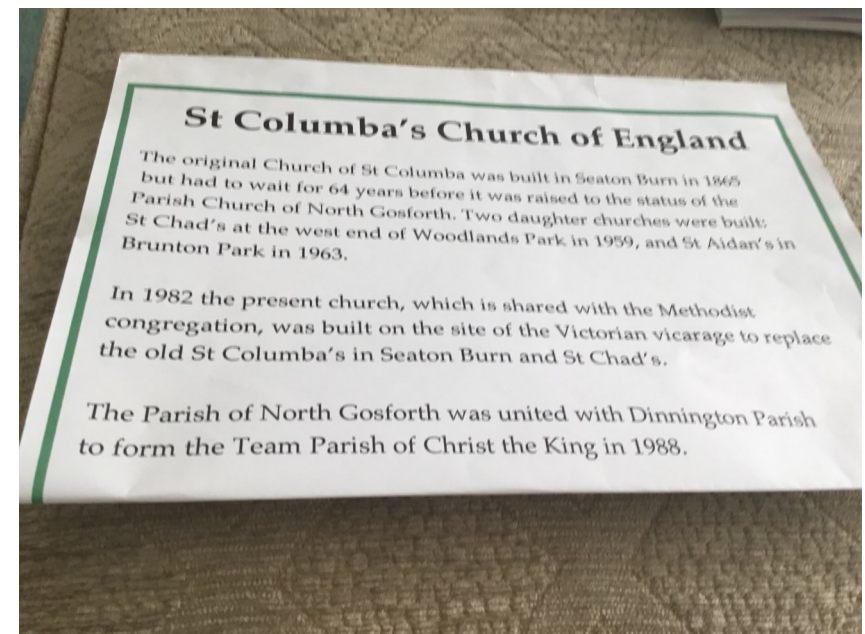 St Columba's Church of England
The original Church of St Columba was built in Seaton Burn in 1865
but had to wait for 64 years before it was raised to the status of the
Parish Church of North Gosforth. Two daughter churches were built:
St Chad's at the west end of Woodlands Park in 1959, and St Aidan's in
Brunton Park in 1963.
In 1982 the present church, which is shared with the Methodist
congregation, was built on the site of the Victorian vicarage to replace
the old St Columba's in Seaton Burn and St Chad's.
The Parish of North Gosforth was united with Dinnington Parish
to form the Team Parish of Christ the King in 1988.